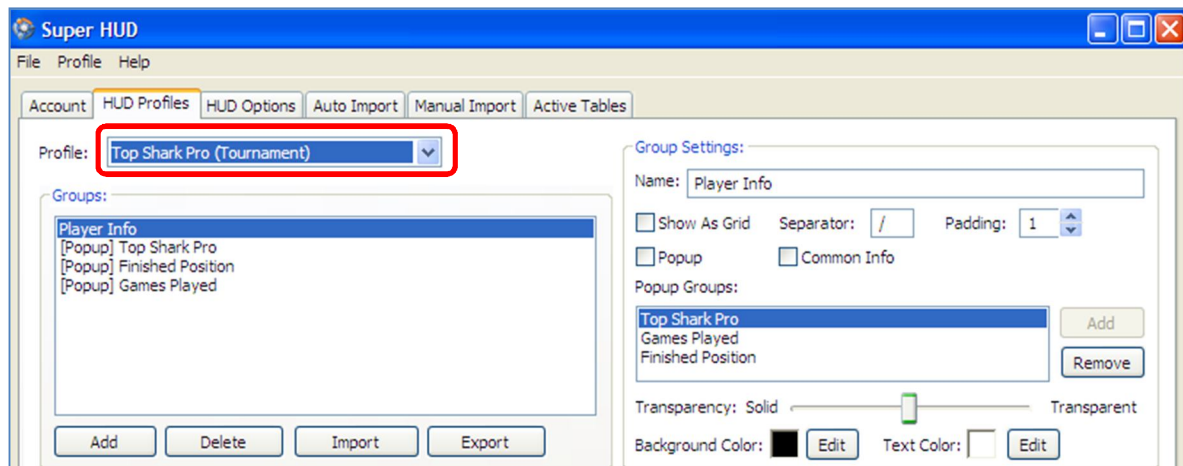 Super HUD
File Profile Help
Account HUD Profiles HUD Options Auto Import Manual Import Active Tables
Profile: Top Shark Pro (Tournament)
Groups:
Player Info
[Popup] Top Shark Pro
[Popup] Finished Position
[Popup] Games Played
Add Delete Import Export
Group Settings:
Name: Player Info
Show As Grid Separator: / Padding: 1
Popup Common Info
Popup Groups:
Top Shark Pro
Games Played
Finished Position
Add
Remove
Transparency: Solid Transparent
Background Color: Edit Text Color: Edit